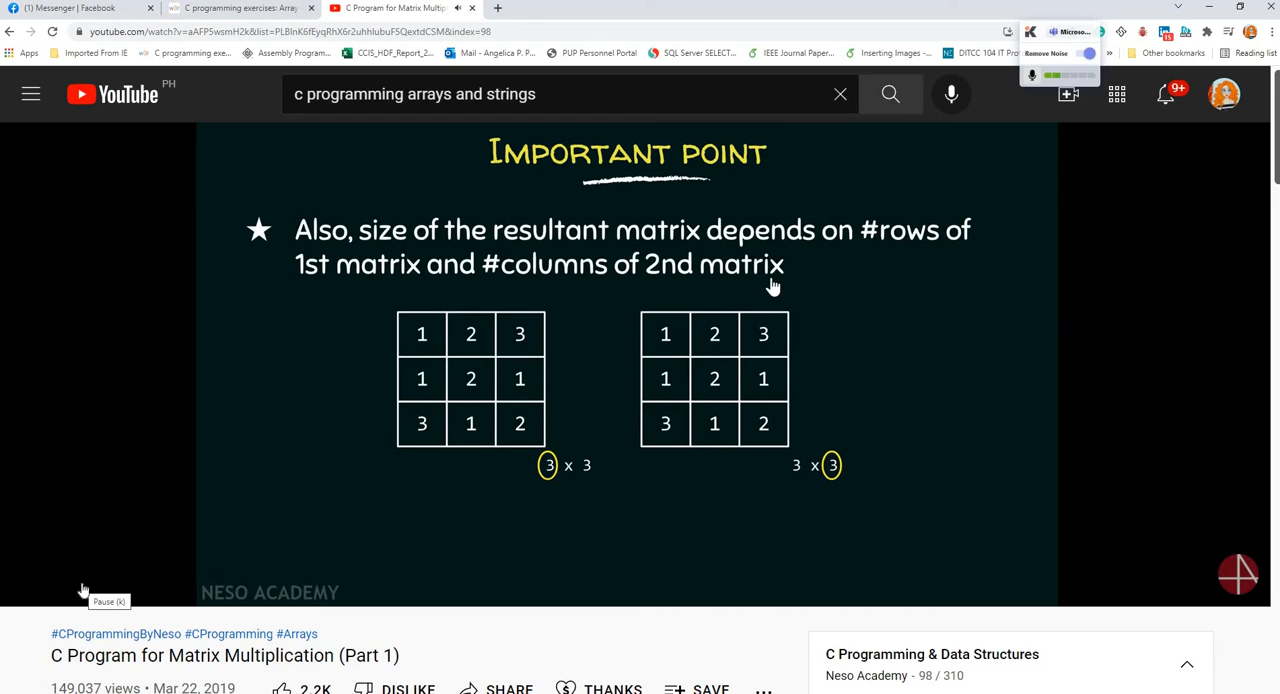 (1) Messenger | Facebook
C programming exercises: Array
C Program for Matrix Multip
youtube.com/watch?v=aAFP5wsmH2k&list=PLBlnK6fEyqRhX6r2uhhlubuF5QextdCSM&index=98
Microso...
Apps
Imported From IE
C programming exe...
Assembly Program...
CCIS_HDF_Report_2...
Mail - Angelica P. P...
PUP Personnel Portal
SQL Server SELECT...
IEEE Journal Paper...
Inserting Images -...
DITCC 104 IT Pro
Remove Noise
»
Other bookmarks
Reading list
YouTube PH
c programming arrays and strings
9+
IMPORTANT POINT
★ Also, size of the resultant matrix depends on #rows of
1st matrix and #columns of 2nd matrix
1 2 3 1 2 3
1 2 1 1 2 1
3 1 2 3 1 2
3 x 3 3 x 3
NESO ACADEMY
Pause (k)
#CProgrammingByNeso #CProgramming #Arrays
C Program for Matrix Multiplication (Part 1)
149,037 views • Mar 22, 2019
2.2K DISLIKE SHARE THANKS SAVE ...
C Programming & Data Structures
Neso Academy - 98 / 310